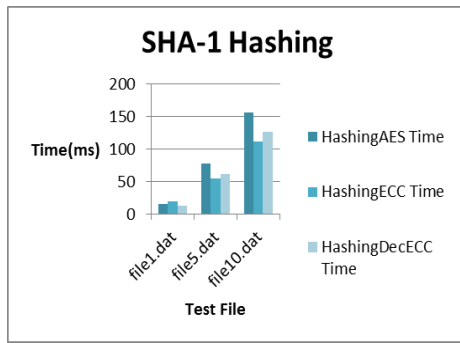 SHA-1 Hashing
200
150
100
50
0
Time(ms)
file1.dat
file5.dat
file10.dat
Test File
HashingAES Time
HashingECC Time
HashingDecECC
Time